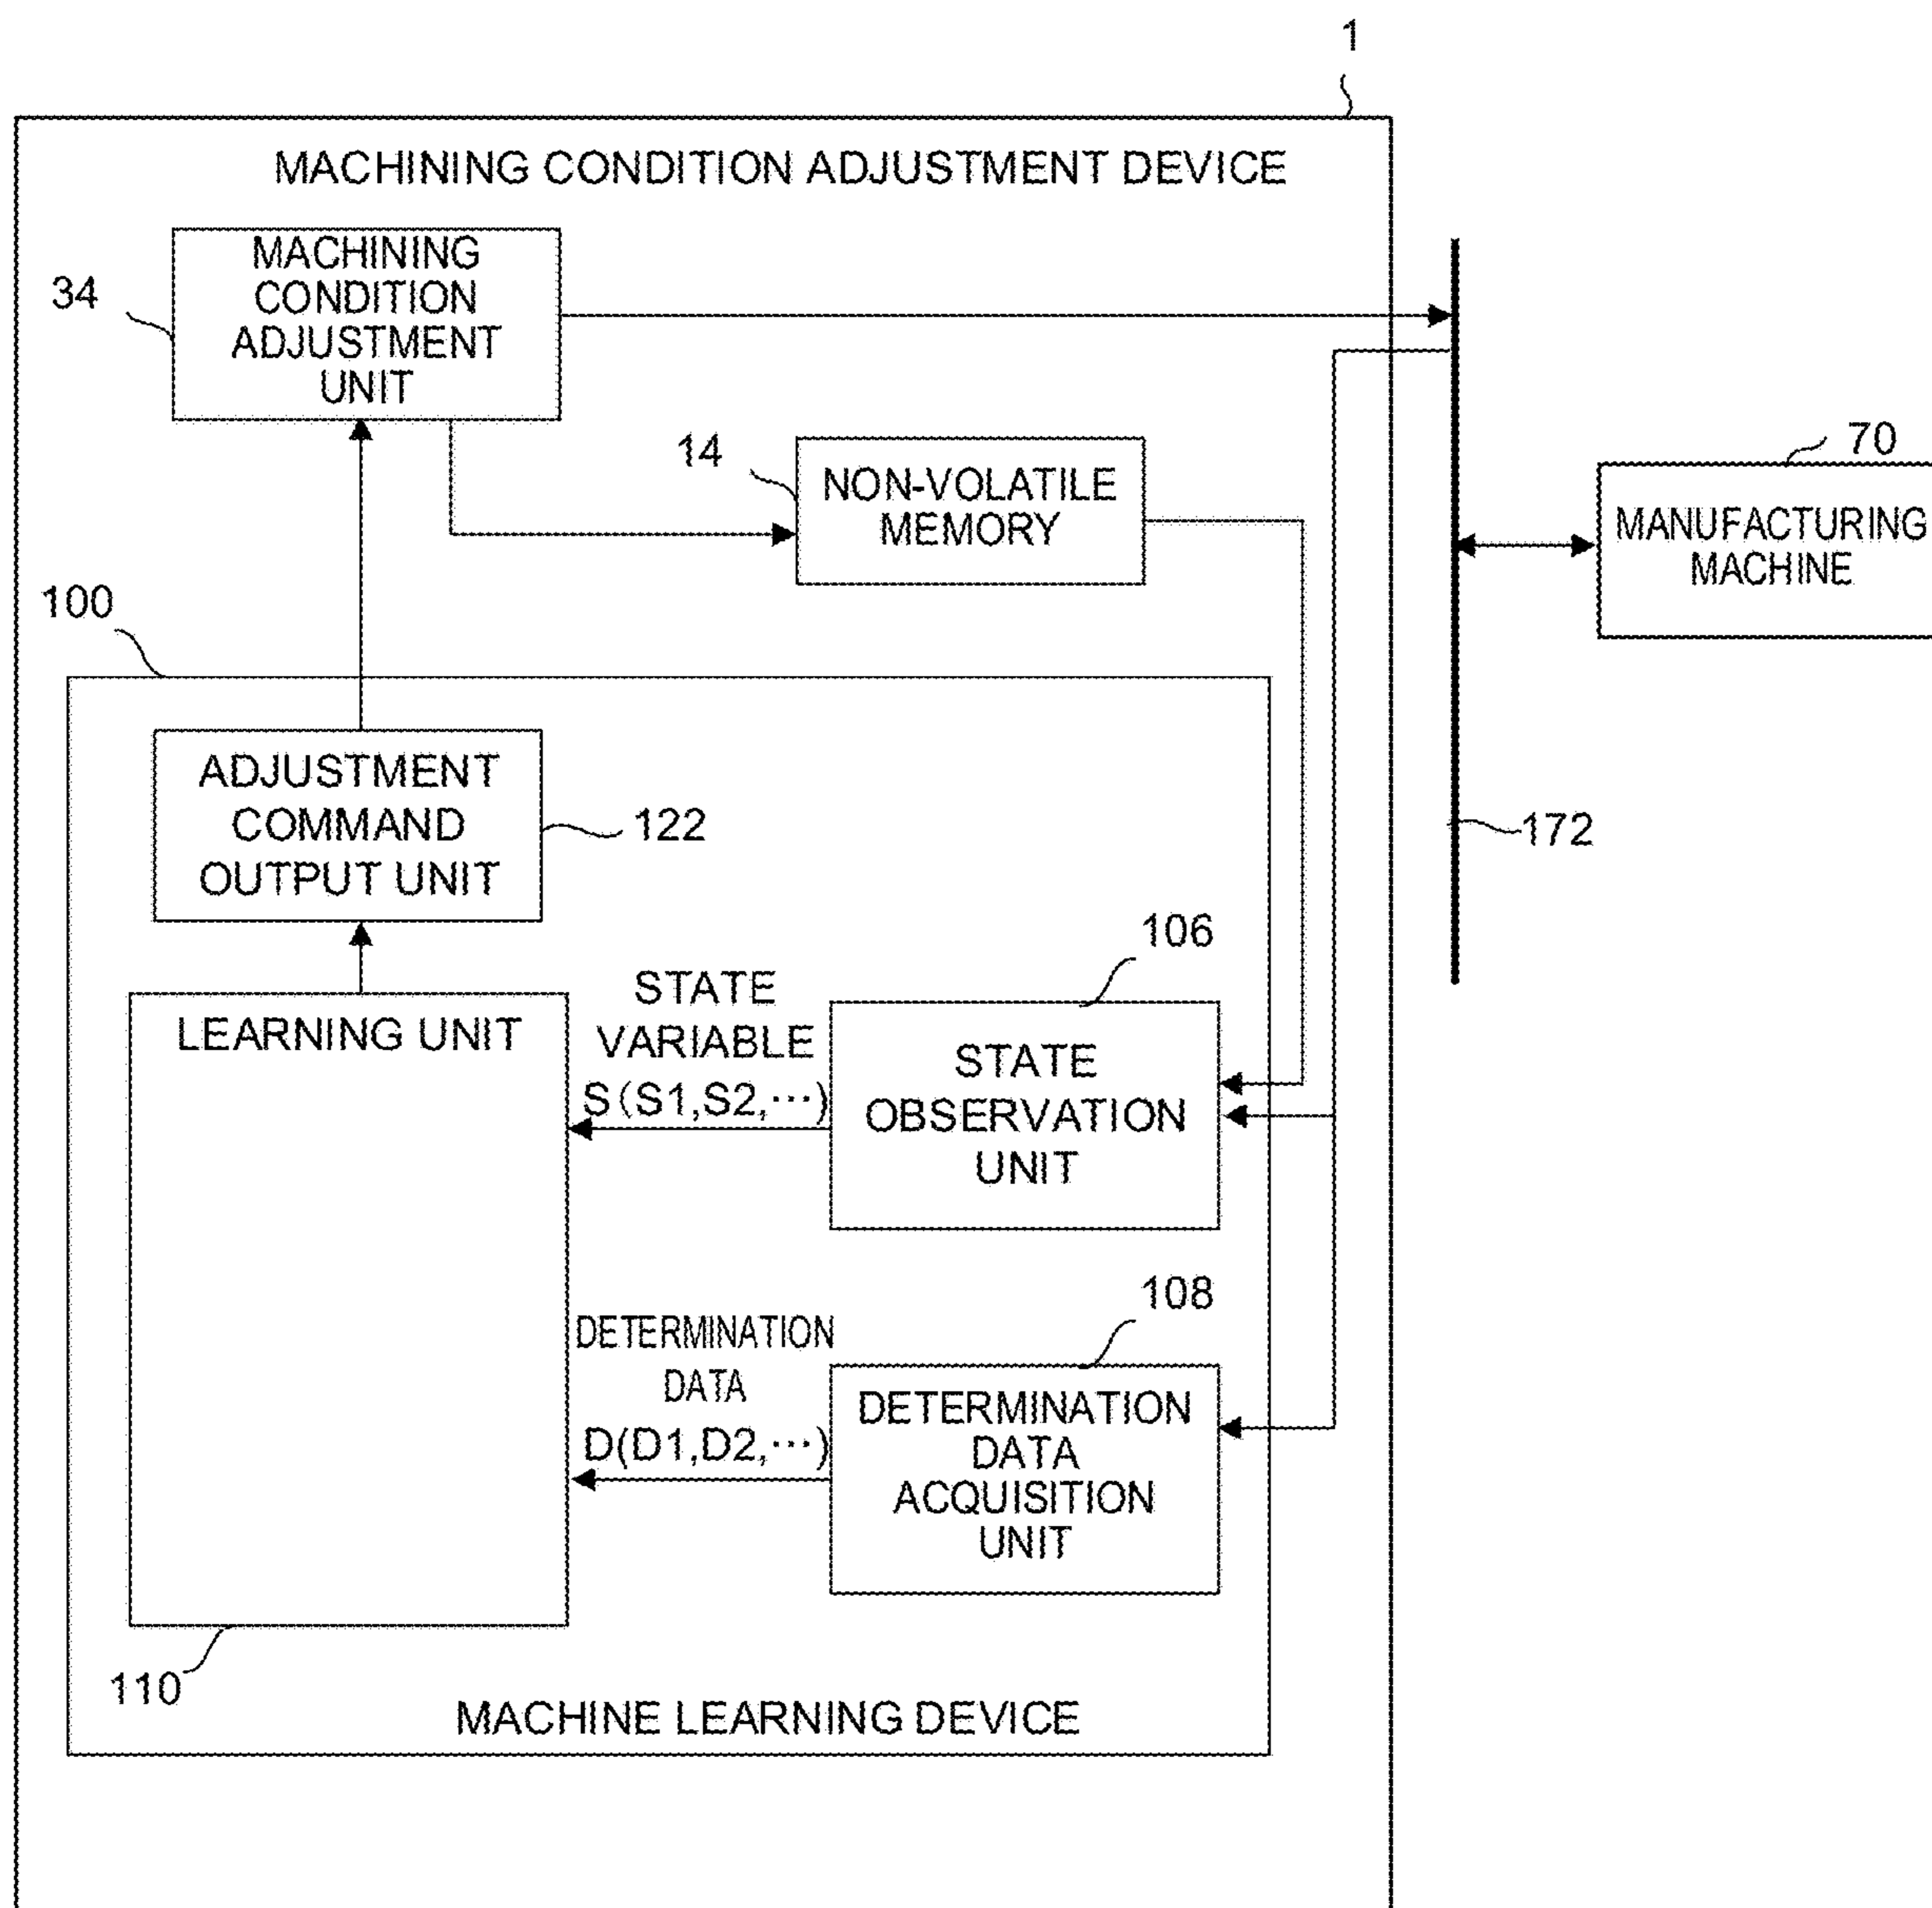 1
MACHINING CONDITION ADJUSTMENT DEVICE
34
MACHINING
CONDITION
ADJUSTMENT
UNIT
14
NON-VOLATILE
MEMORY
70
MANUFACTURING
MACHINE
100
ADJUSTMENT
COMMAND
OUTPUT UNIT
122
172
106
LEARNING UNIT
STATE
VARIABLE
S(S1,S2,⋯)
STATE
OBSERVATION
UNIT
108
DETERMINATION
DATA
D(D1,D2,⋯)
DETERMINATION
DATA
ACQUISITION
UNIT
110
MACHINE LEARNING DEVICE